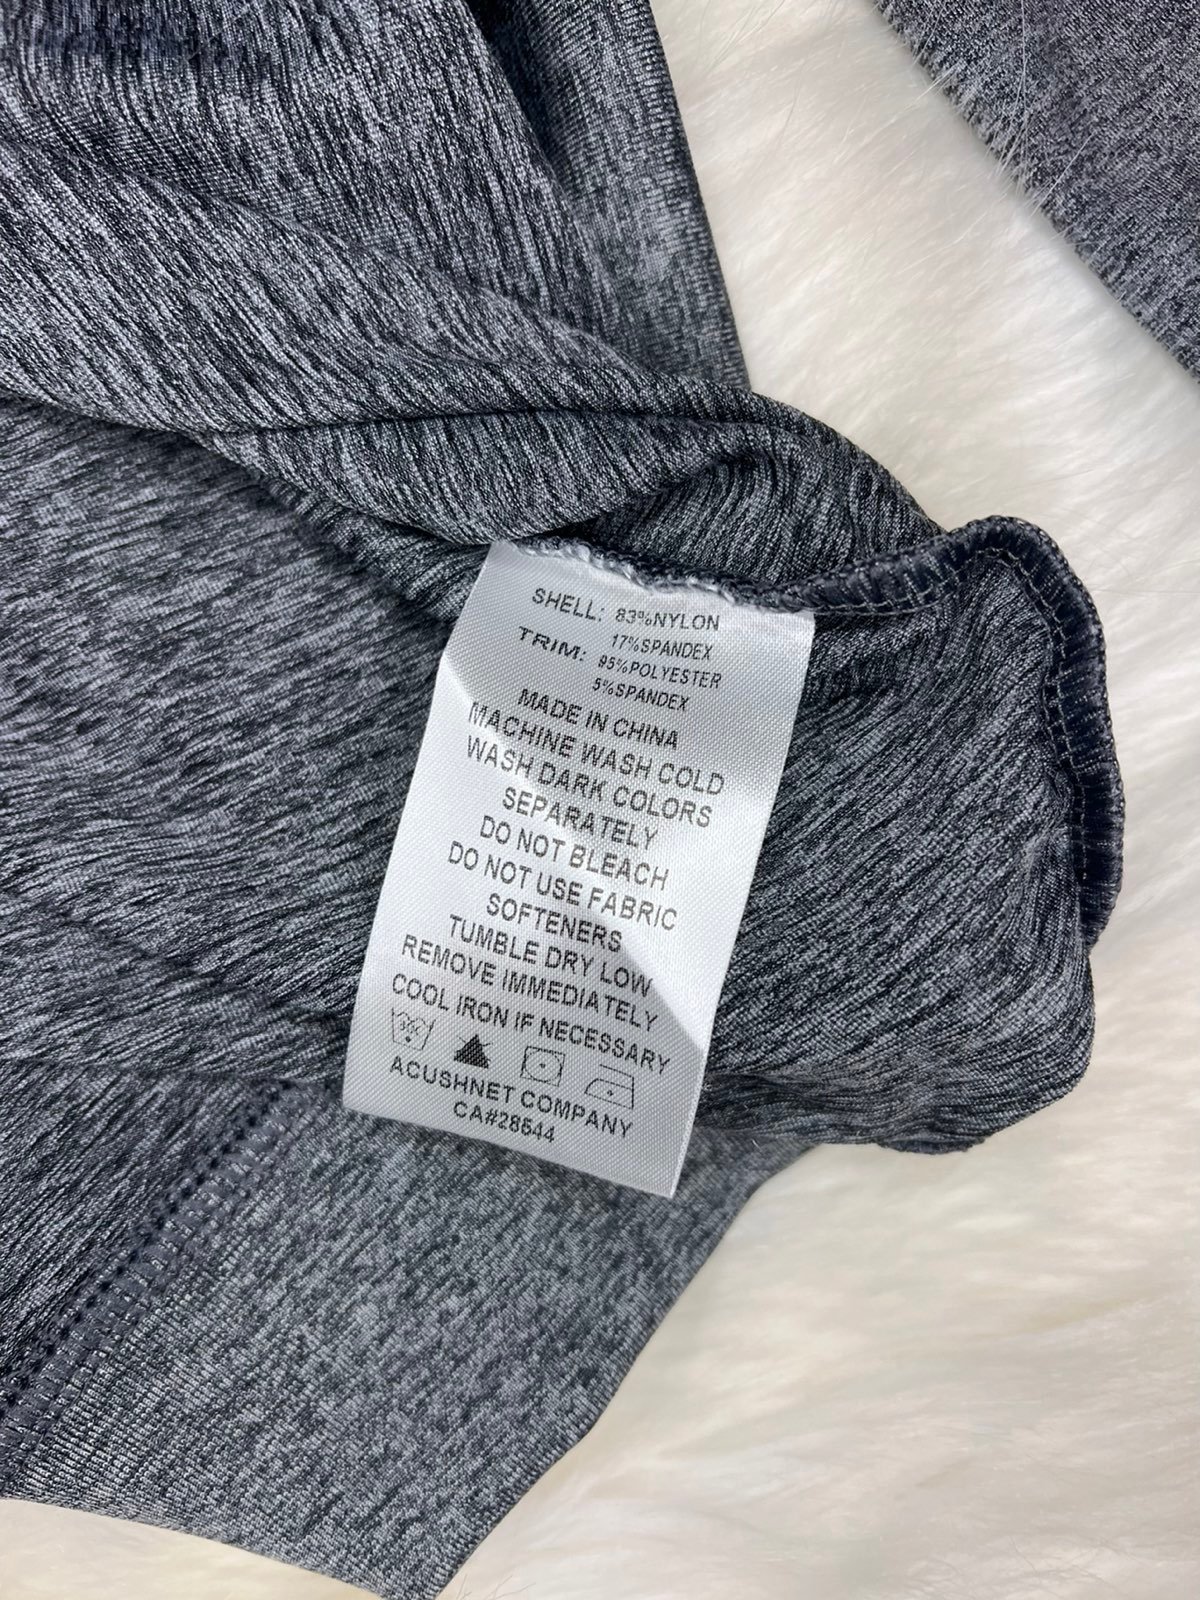 SHELL: 83%NYLON
17%SPANDEX
TRIM: 95%POLYESTER
5%SPANDEX
MADE IN CHINA
MACHINE WASH COLD
WASH DARK COLORS
SEPARATELY
DO NOT BLEACH
DO NOT USE FABRIC
SOFTENERS
TUMBLE DRY LOW
REMOVE IMMEDIATELY
COOL IRON IF NECESSARY
30°
ACUSHNET COMPANY
CA#28544